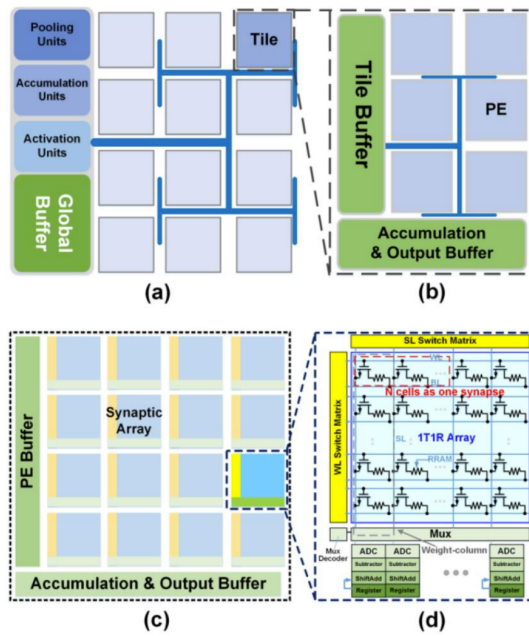 Pooling
Units
Accumulation
Units
Activation
Units
Global
Buffer
Tile
(a)
Tile Buffer
PE
Accumulation
& Output Buffer
(b)
PE Buffer
Synaptic
Array
Accumulation & Output Buffer
(c)
SL Switch Matrix
WL Switch Matrix
WL
BL
N cells as one synapse
1T1R Array
SL
RRAM
Mux
Mux
Decoder
Weight-column
ADC ADC ADC
Subtractor Subtractor Subtractor
ShiftAdd ShiftAdd ShiftAdd
Register Register Register
(d)